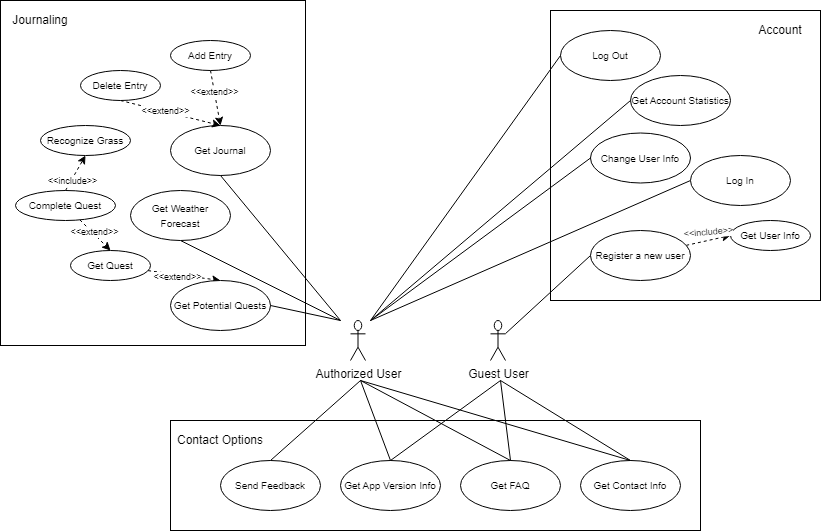 Journaling
Add Entry
Delete Entry
<<extend>>
<<extend>>
Recognize Grass
Get Journal
<<include>>
Complete Quest
Get Weather
Forecast
<<extend>>
Get Quest
<<extend>>
Get Potential Quests
Account
Log Out
Get Account Statistics
Change User Info
Log In
<<include>>
Get User Info
Register a new user
Authorized User
Guest User
Contact Options
Send Feedback
Get App Version Info
Get FAQ
Get Contact Info